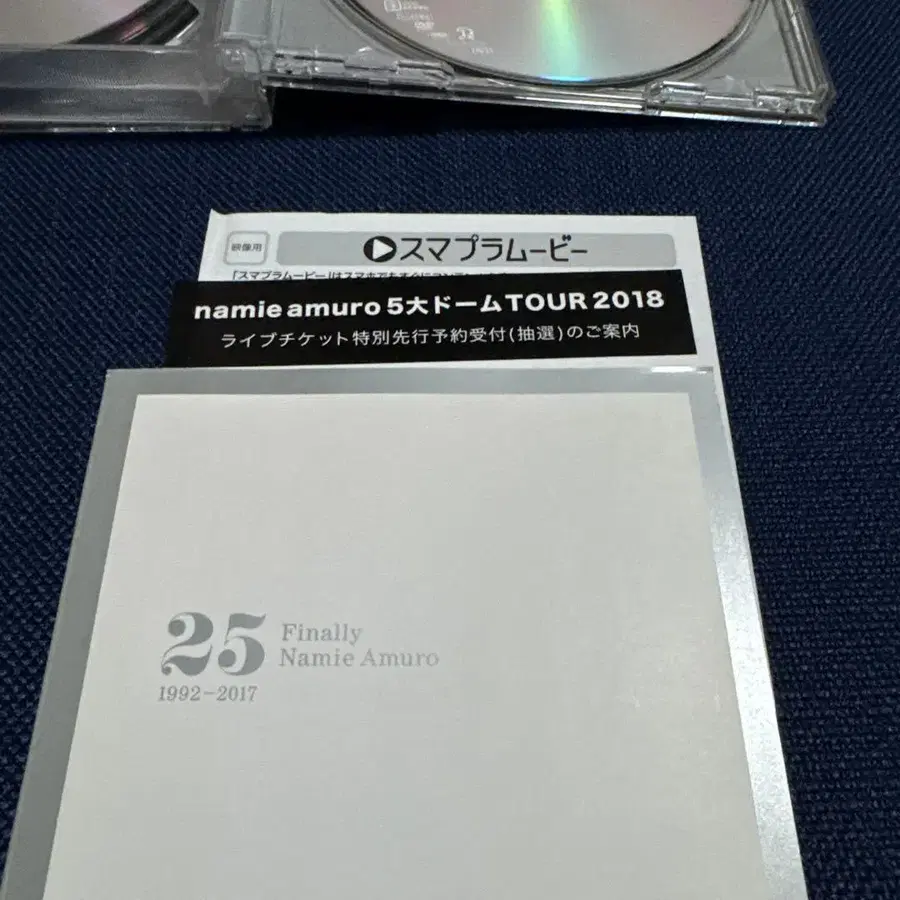 映像用
スマプラムービー
namie amuro 5大ドームTOUR 2018
ライブチケット特別先行予約受付(抽選)のご案内
25 Finally
Namie Amuro
1992-2017